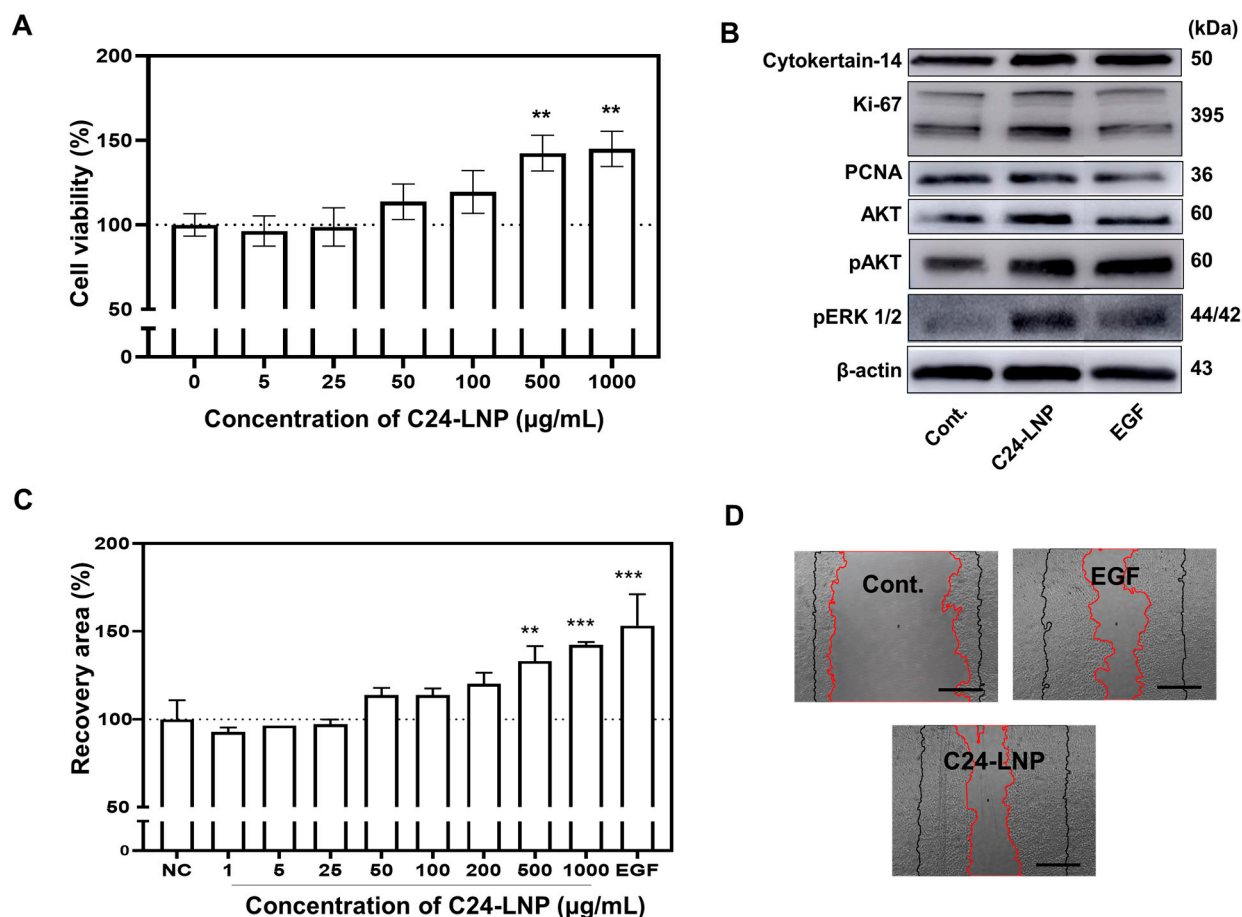 A
200
150
100
50
0
Cell viability (%)
** **
0 5 25 50 100 500 1000
Concentration of C24-LNP (μg/mL)
B
(kDa)
Cytokertain-14 50
Ki-67 395
PCNA 36
AKT 60
pAKT 60
pERK 1/2 44/42
β-actin 43
Cont. C24-LNP EGF
C
200
150
100
50
0
Recovery area (%)
** *** ***
NC 1 5 25 50 100 200 500 1000 EGF
Concentration of C24-LNP (μg/mL)
D
Cont.
EGF
C24-LNP